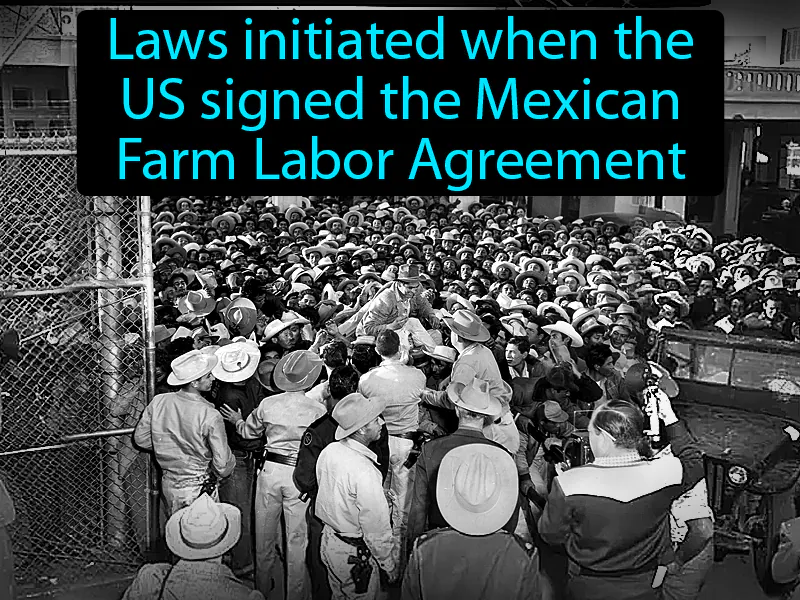 Laws initiated when the
US signed the Mexican
Farm Labor Agreement